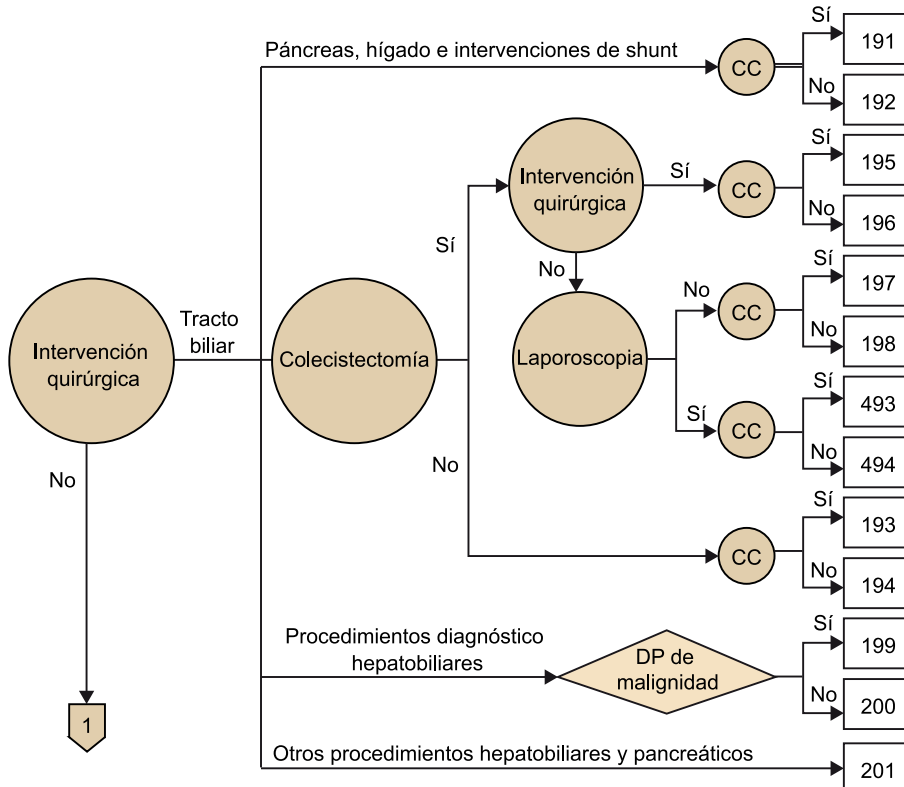 Páncreas, hígado e intervenciones de shunt
CC
Sí
191
No
192
Intervención
quirúrgica
Sí
CC
Sí
195
No
196
Sí
No
Laporoscopia
No
CC
Sí
197
No
198
Sí
CC
Sí
493
No
494
Intervención
quirúrgica
Tracto
biliar
Colecistectomía
No
CC
Sí
193
No
194
No
1
Procedimientos diagnóstico
hepatobiliares
DP de
malignidad
Sí
199
No
200
Otros procedimientos hepatobiliares y pancreáticos
201